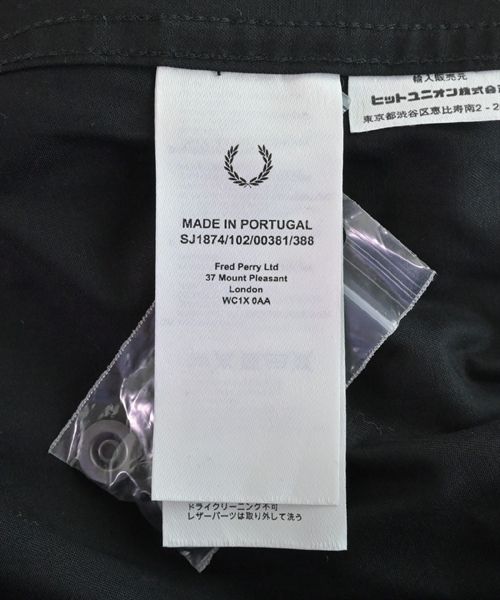 MADE IN PORTUGAL
SJ1874/102/00381/388
Fred Perry Ltd
37 Mount Pleasant
London
WC1X 0AA
輸入販売元
ヒットユニオン株式会
東京都渋谷区恵比寿南2-2
ドライクリーニング不可
レザーパーツは取り外して洗う